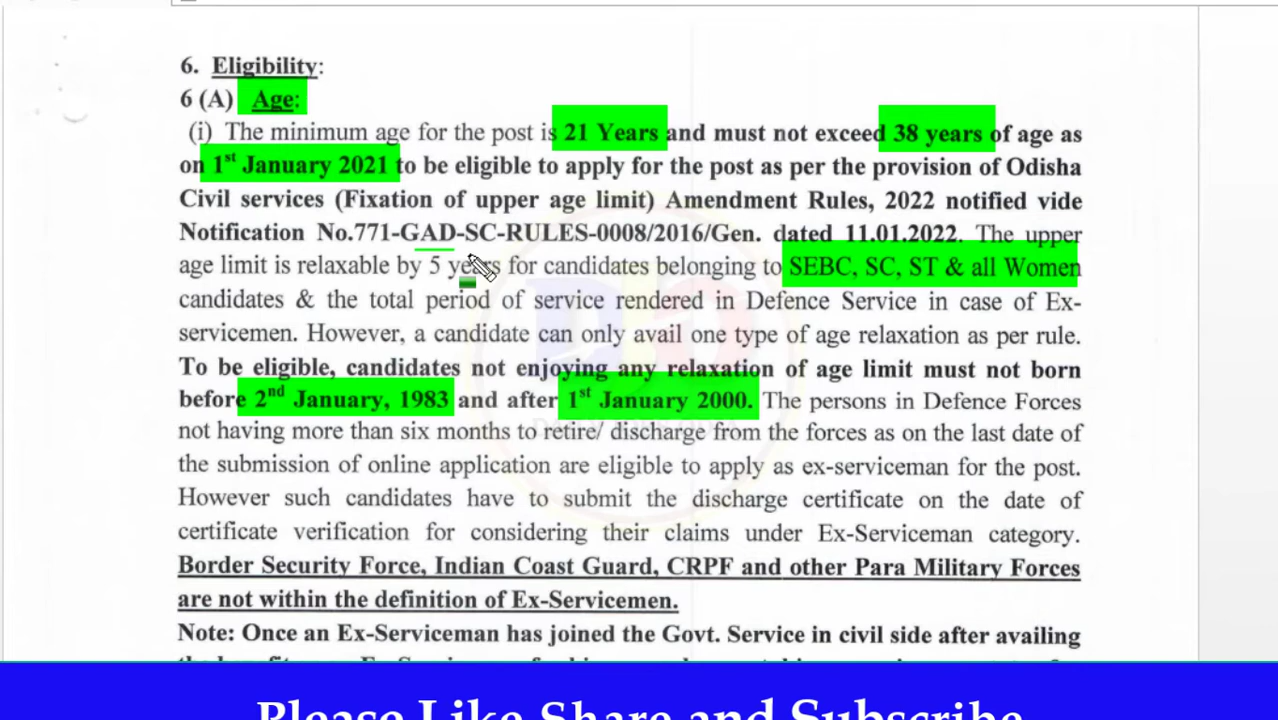 6. Eligibility:
6 (A) Age:
(i) The minimum age for the post is 21 Years and must not exceed 38 years of age as
on 1st January 2021 to be eligible to apply for the post as per the provision of Odisha
Civil services (Fixation of upper age limit) Amendment Rules, 2022 notified vide
Notification No.771-GAD-SC-RULES-0008/2016/Gen. dated 11.01.2022. The upper
age limit is relaxable by 5 years for candidates belonging to SEBC, SC, ST & all Women
candidates & the total period of service rendered in Defence Service in case of Ex-
servicemen. However, a candidate can only avail one type of age relaxation as per rule.
To be eligible, candidates not enjoying any relaxation of age limit must not born
before 2nd January, 1983 and after 1st January 2000. The persons in Defence Forces
not having more than six months to retire/ discharge from the forces as on the last date of
the submission of online application are eligible to apply as ex-serviceman for the post.
However such candidates have to submit the discharge certificate on the date of
certificate verification for considering their claims under Ex-Serviceman category.
Border Security Force, Indian Coast Guard, CRPF and other Para Military Forces
are not within the definition of Ex-Servicemen.
Note: Once an Ex-Serviceman has joined the Govt. Service in civil side after availing
Please Like Share and Subscribe